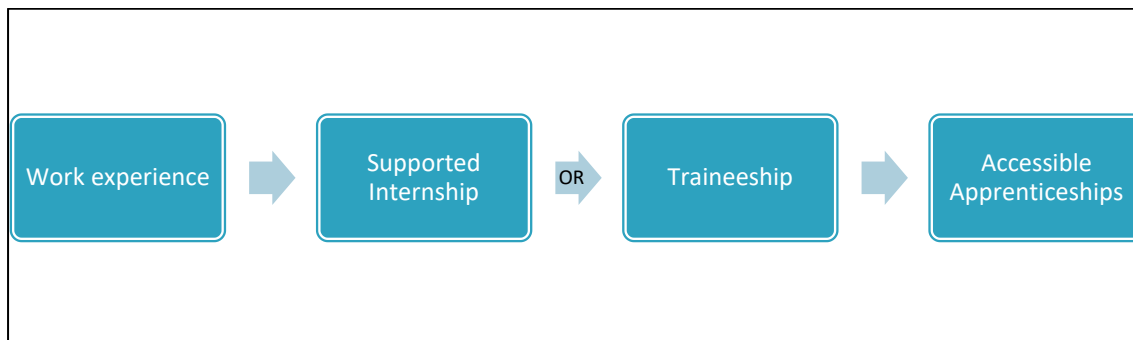 Work experience
Supported
Internship
OR
Traineeship
Accessible
Apprenticeships